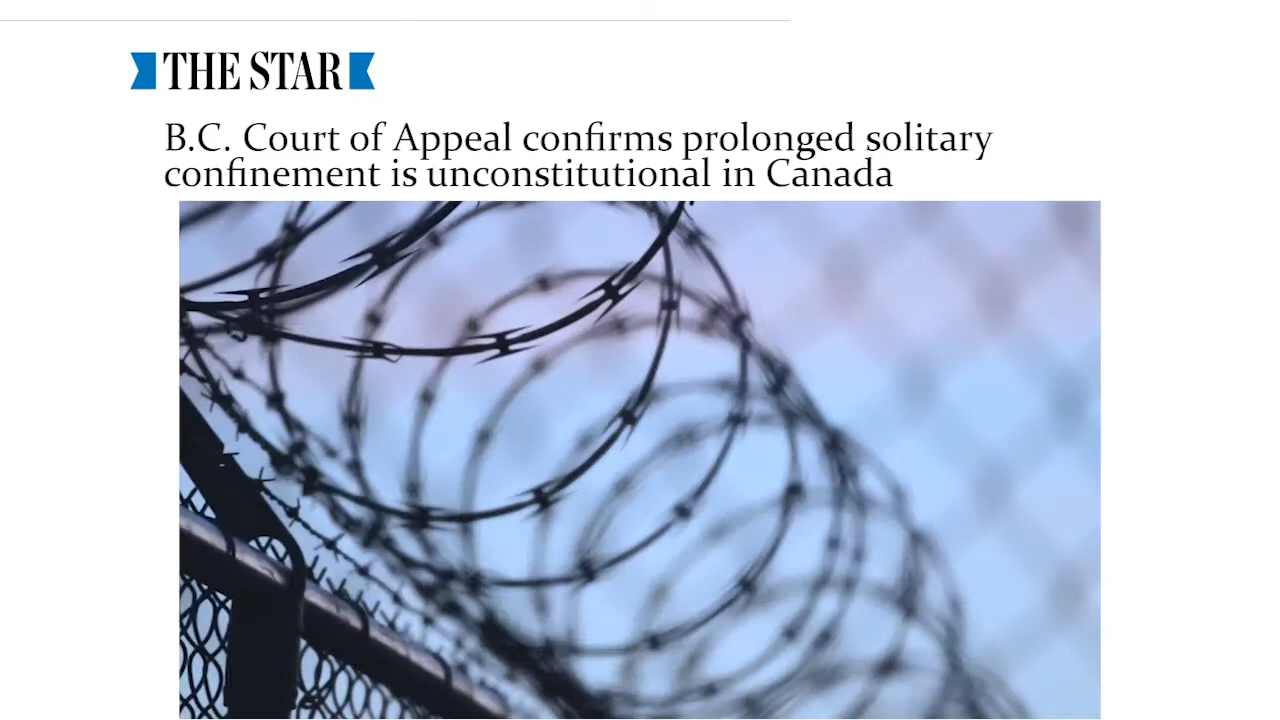 THE STAR
B.C. Court of Appeal confirms prolonged solitary
confinement is unconstitutional in Canada